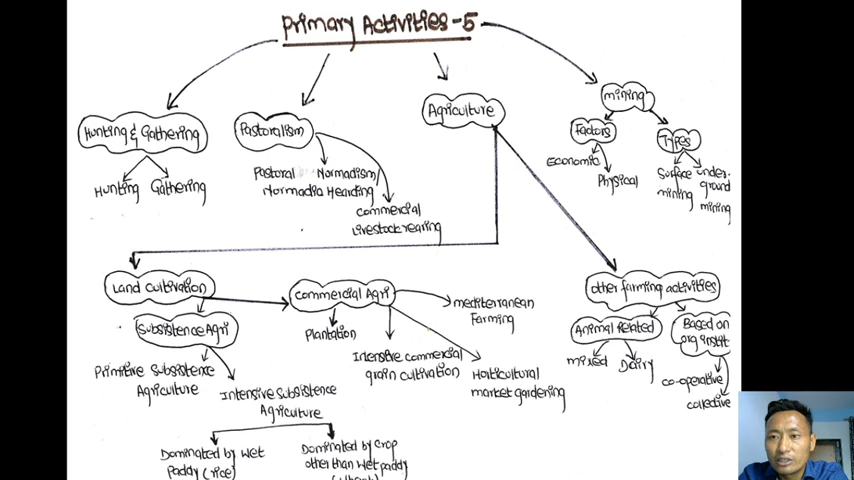 Primary Activities-5
Hunting & Gathering
Hunting
Gathering
Pastoralism
Pastoral Normadism
Normadia Hearding
Commercial
Livestock rearing
Agriculture
Mining
Factors
Economic
Physical
Types
Surface
mining
under-
ground
mining
Land Cultivation
Subsistence Agri
Primitive Subsistence
Agriculture
Intensive Subsistence
Agriculture
Dominated by wet
Paddy (rice)
Dominated by crop
other than wet paddy
Commercial Agri
Plantation
Intensive commercial
grain cultivation
Horticultural
market gardening
mediterranean
Farming
other farming activities
Animal Related
mixed
Dairy
Based on
org instit
co-operative
collective